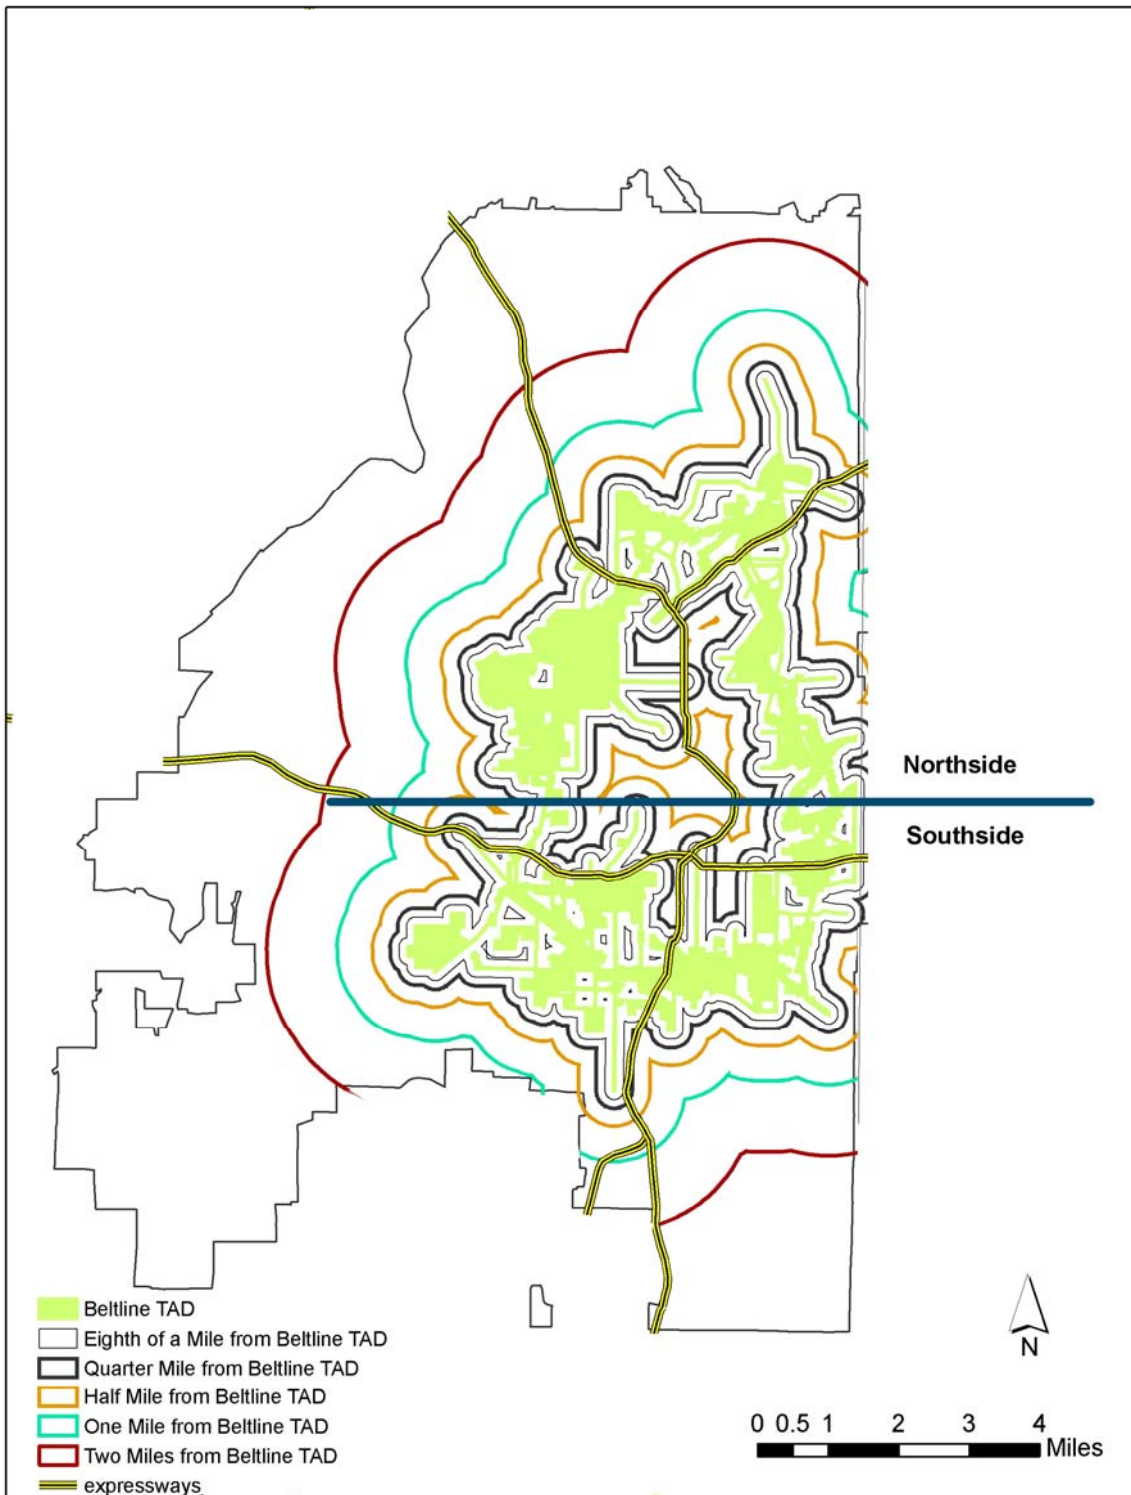 Northside
Southside
Beltline TAD
Eighth of a Mile from Beltline TAD
Quarter Mile from Beltline TAD
Half Mile from Beltline TAD
One Mile from Beltline TAD
Two Miles from Beltline TAD
expressways
N
0 0.5 1 2 3 4
Miles